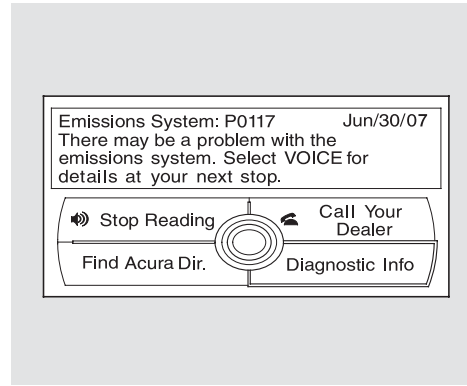 Emissions System: P0117 Jun/30/07
There may be a problem with the
emissions system. Select VOICE for
details at your next stop.
Stop Reading
Call Your
Dealer
Find Acura Dir.
Diagnostic Info